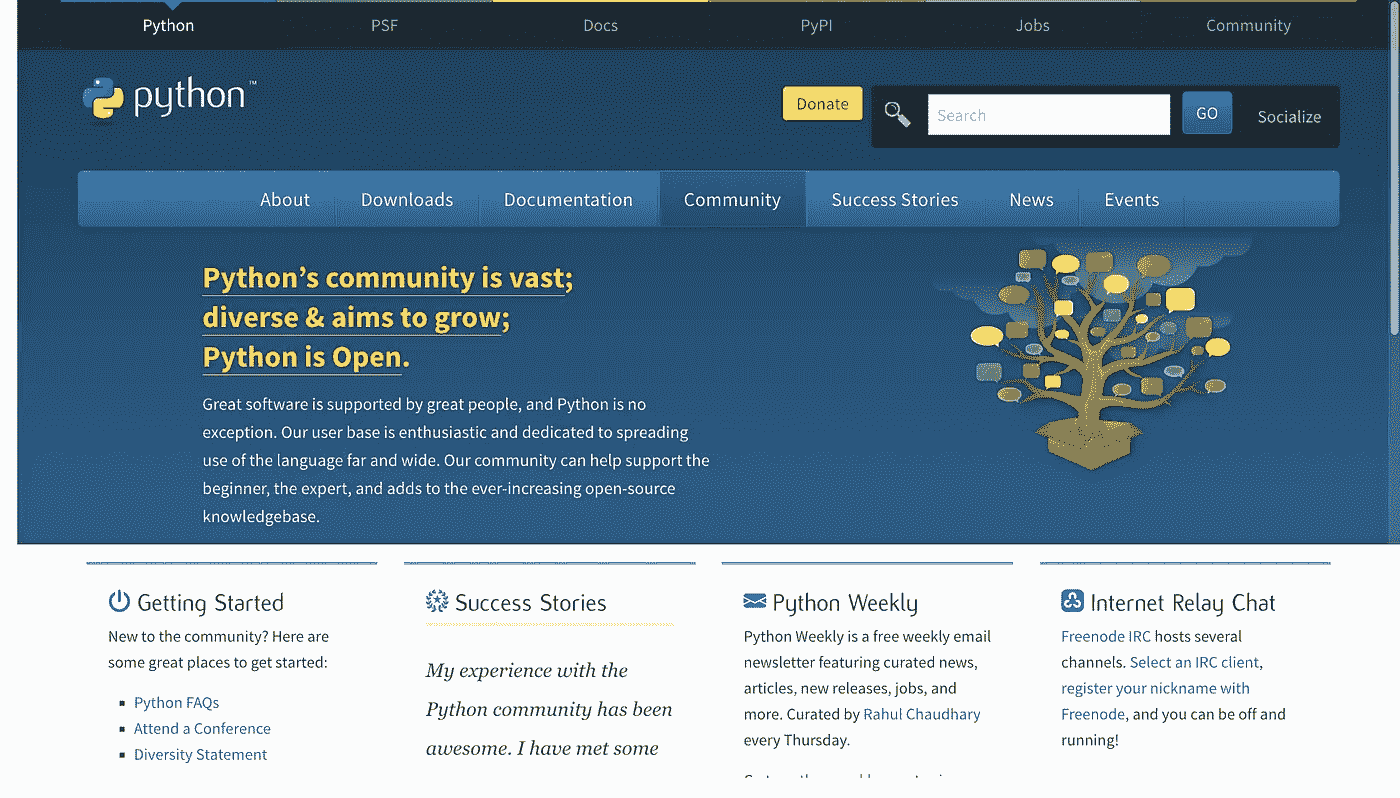 Python
PSF
Docs
PyPI
Jobs
Community
python™
Donate
Search
GO
Socialize
About
Downloads
Documentation
Community
Success Stories
News
Events
Python’s community is vast;
diverse & aims to grow;
Python is Open.
Great software is supported by great people, and Python is no
exception. Our user base is enthusiastic and dedicated to spreading
use of the language far and wide. Our community can help support the
beginner, the expert, and adds to the ever-increasing open-source
knowledgebase.
Getting Started
New to the community? Here are
some great places to get started:
Python FAQs
Attend a Conference
Diversity Statement
Success Stories
My experience with the
Python community has been
awesome. I have met some
Python Weekly
Python Weekly is a free weekly email
newsletter featuring curated news,
articles, new releases, jobs, and
more. Curated by Rahul Chaudhary
every Thursday.
Internet Relay Chat
Freenode IRC hosts several
channels. Select an IRC client,
register your nickname with
Freenode, and you can be off and
running!